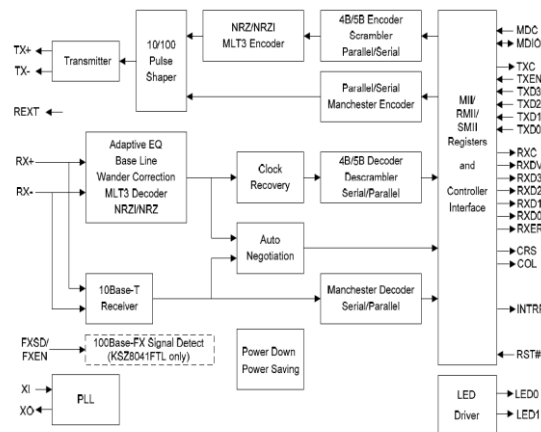 TX+
TX-
REXT
Transmitter
10/100
Pulse
Shaper
NRZ/NRZI
MLT3 Encoder
4B/5B Encoder
Scrambler
Parallel/Serial
Parallel/Serial
Manchester Encoder
RX+
RX-
Adaptive EQ
Base Line
Wander Correction
MLT3 Decoder
NRZI/NRZ
Clock
Recovery
4B/5B Decoder
Descrambler
Serial/Parallel
Auto
Negotiation
10Base-T
Receiver
Manchester Decoder
Serial/Parallel
FXSD/
FXEN
100Base-FX Signal Detect
(KSZ8041FTL only)
Power Down
Power Saving
XI
XO
PLL
MII/
RMII/
SMII
Registers
and
Controller
Interface
LED
Driver
MDC
MDIO
TXC
TXEN
TXD3
TXD2
TXD1
TXD0
RXC
RXDV
RXD3
RXD2
RXD1
RXD0
RXER
CRS
COL
INTRP
RST#
LED0
LED1